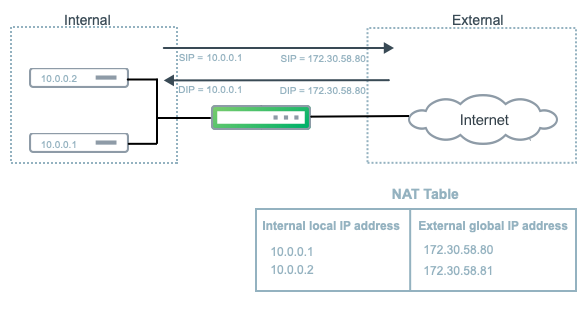 Internal
External
SIP = 10.0.0.1
SIP = 172.30.58.80
10.0.0.2
DIP = 10.0.0.1
DIP = 172.30.58.80
Internet
10.0.0.1
NAT Table
Internal local IP address
External global IP address
10.0.0.1
172.30.58.80
10.0.0.2
172.30.58.81